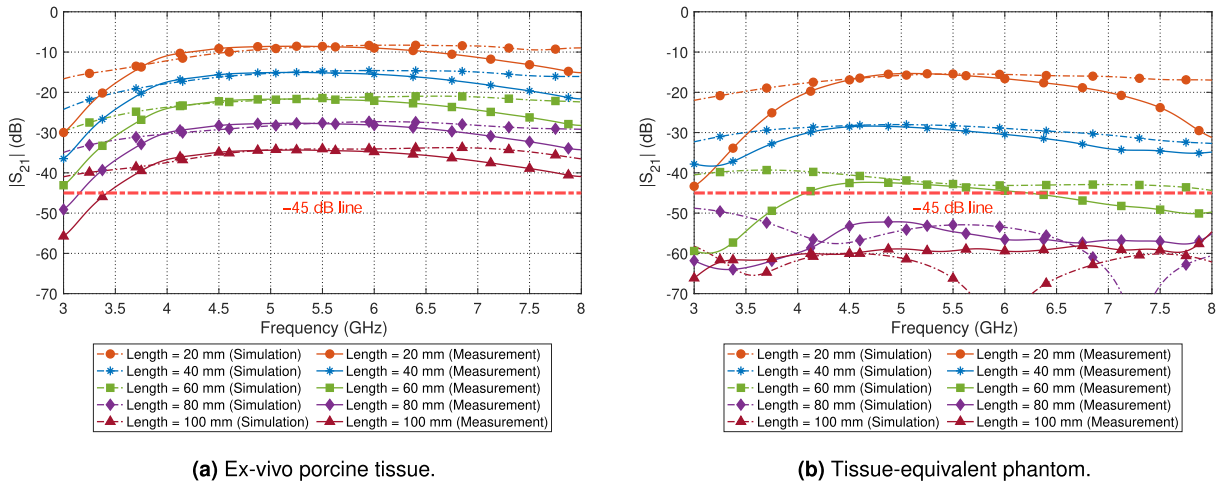 0
-10
-20
-30
-40
-50
-60
-70
|S21| (dB)
−45 dB line
3 3.5 4 4.5 5 5.5 6 6.5 7 7.5 8
Frequency (GHz)
Length = 20 mm (Simulation) Length = 20 mm (Measurement)
Length = 40 mm (Simulation) Length = 40 mm (Measurement)
Length = 60 mm (Simulation) Length = 60 mm (Measurement)
Length = 80 mm (Simulation) Length = 80 mm (Measurement)
Length = 100 mm (Simulation) Length = 100 mm (Measurement)
(a) Ex-vivo porcine tissue.
0
-10
-20
-30
-40
-50
-60
-70
|S21| (dB)
−45 dB line
3 3.5 4 4.5 5 5.5 6 6.5 7 7.5 8
Frequency (GHz)
Length = 20 mm (Simulation) Length = 20 mm (Measurement)
Length = 40 mm (Simulation) Length = 40 mm (Measurement)
Length = 60 mm (Simulation) Length = 60 mm (Measurement)
Length = 80 mm (Simulation) Length = 80 mm (Measurement)
Length = 100 mm (Simulation) Length = 100 mm (Measurement)
(b) Tissue-equivalent phantom.